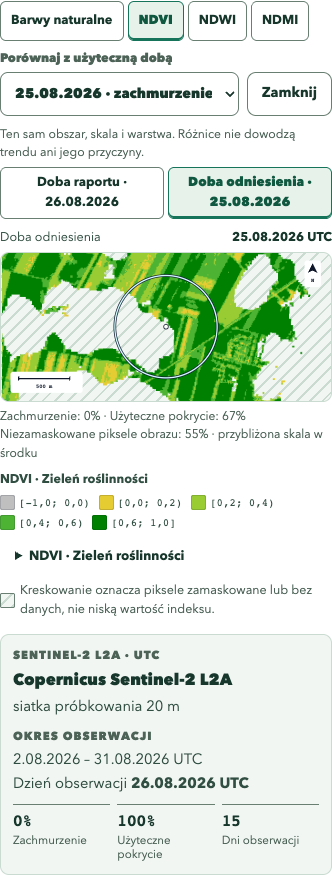 Barwy naturalne NDVI NDWI NDMI
Porównaj z użyteczną dobą
25.08.2026 · zachmurzenie Zamknij
Ten sam obszar, skala i warstwa. Różnice nie dowodzą
trendu ani jego przyczyny.
Doba raportu ·
26.08.2026
Doba odniesienia ·
25.08.2026
Doba odniesienia 25.08.2026 UTC
N
500 m
Zachmurzenie: 0% · Użyteczne pokrycie: 67%
Niezamaskowane piksele obrazu: 55% · przybliżona skala w
środku
NDVI · Zieleń roślinności
[−1,0; 0,0) [0,0; 0,2) [0,2; 0,4)
[0,4; 0,6) [0,6; 1,0]
NDVI · Zieleń roślinności
Kreskowanie oznacza piksele zamaskowane lub bez
danych, nie niską wartość indeksu.
SENTINEL-2 L2A · UTC
Copernicus Sentinel-2 L2A
siatka próbkowania 20 m
OKRES OBSERWACJI
2.08.2026 – 31.08.2026 UTC
Dzień obserwacji 26.08.2026 UTC
0% 100% 15
Zachmurzenie Użyteczne pokrycie Dni obserwacji